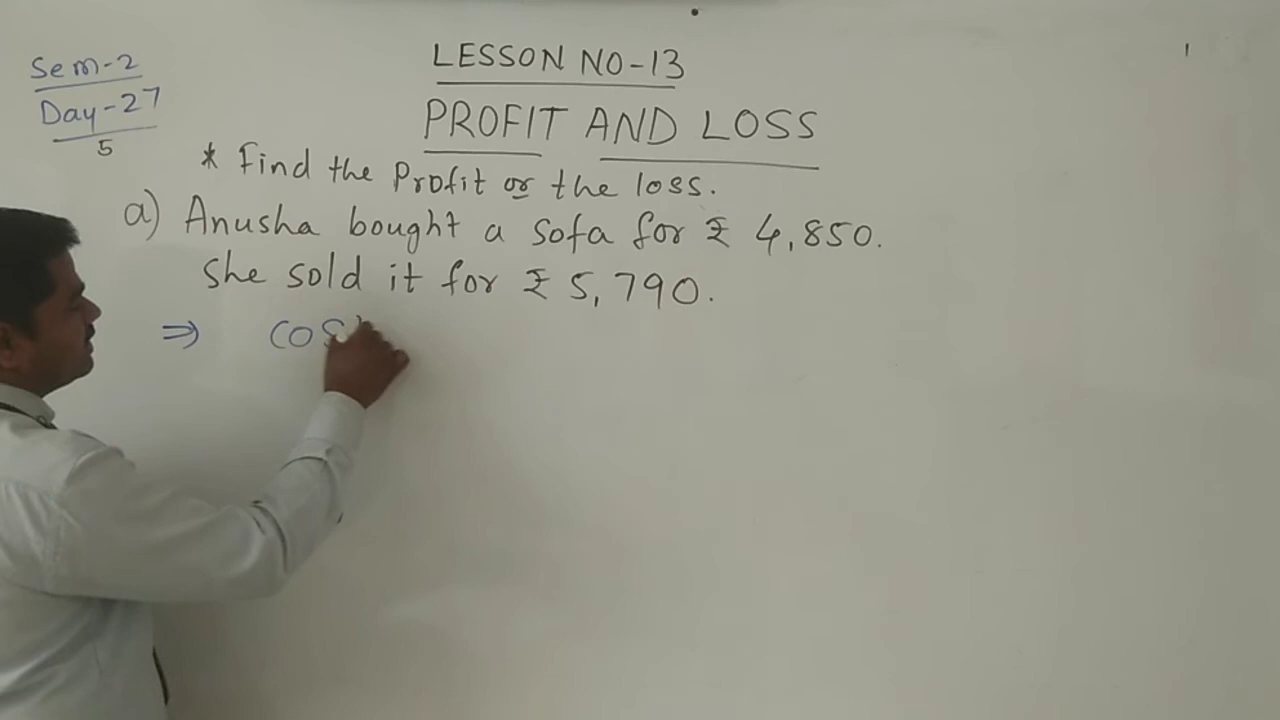 Sem-2
Day-27
5
LESSON NO-13
PROFIT AND LOSS
* Find the Profit or the loss.
a) Anusha bought a sofa for ₹ 4,850.
She sold it for ₹ 5,790.
⇒ cos